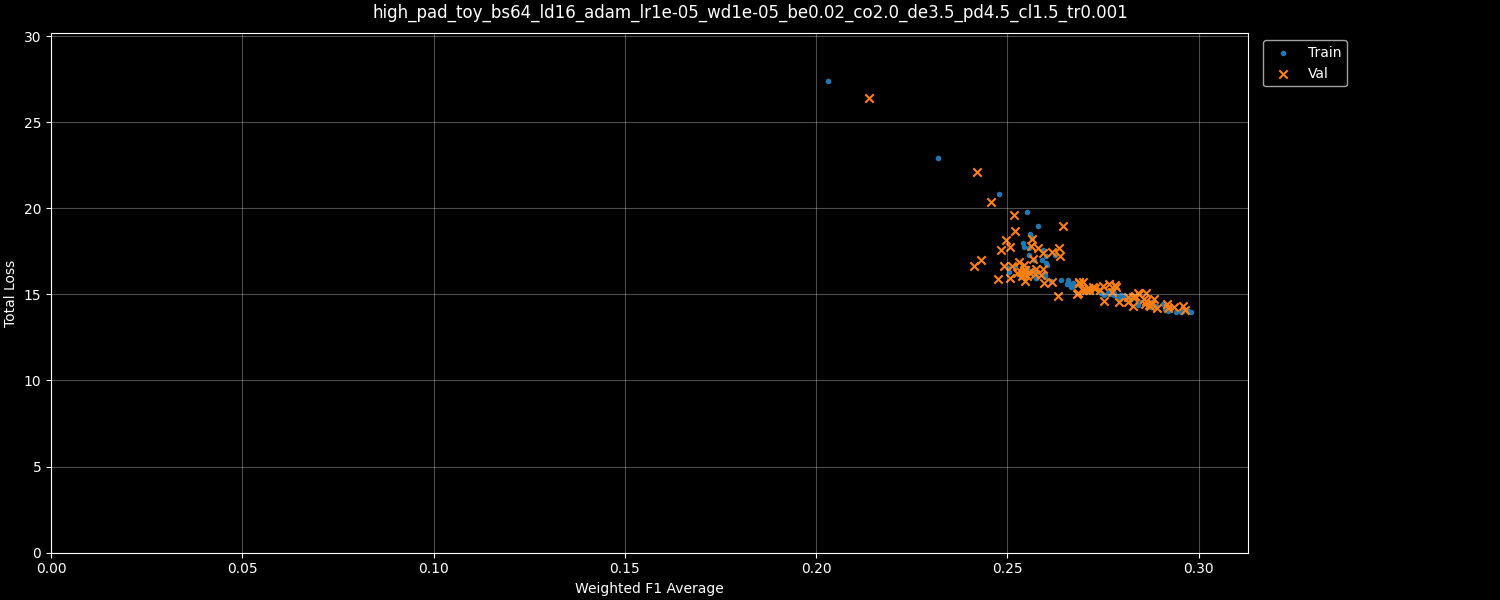 high_pad_toy_bs64_ld16_adam_lr1e-05_wd1e-05_be0.02_co2.0_de3.5_pd4.5_cl1.5_tr0.001
Train
Val
30
25
20
15
10
5
0
Total Loss
0.00 0.05 0.10 0.15 0.20 0.25 0.30
Weighted F1 Average